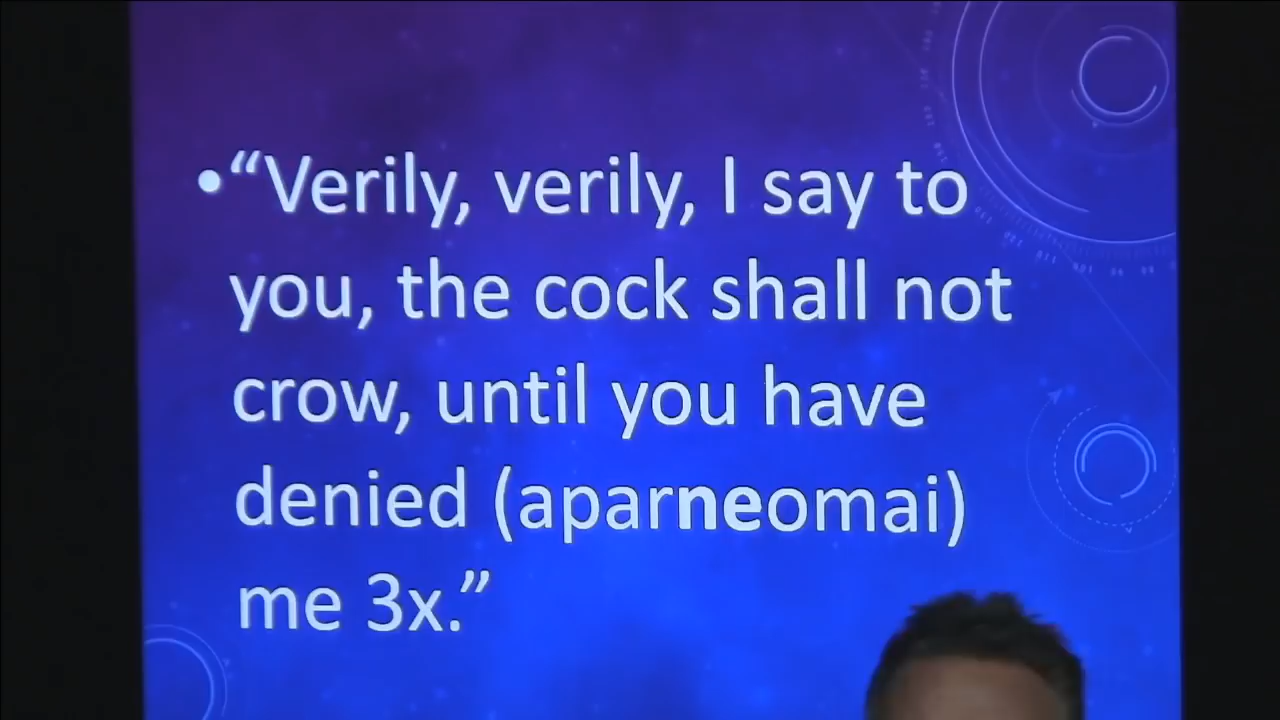 •“Verily, verily, I say to
you, the cock shall not
crow, until you have
denied (aparneomai)
me 3x.”